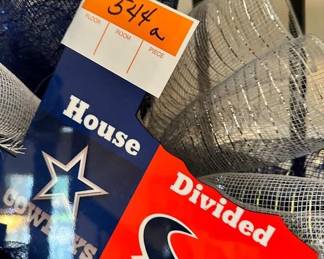 544a
FLOOR ROOM PIECE
House
Divided
COWBOYS